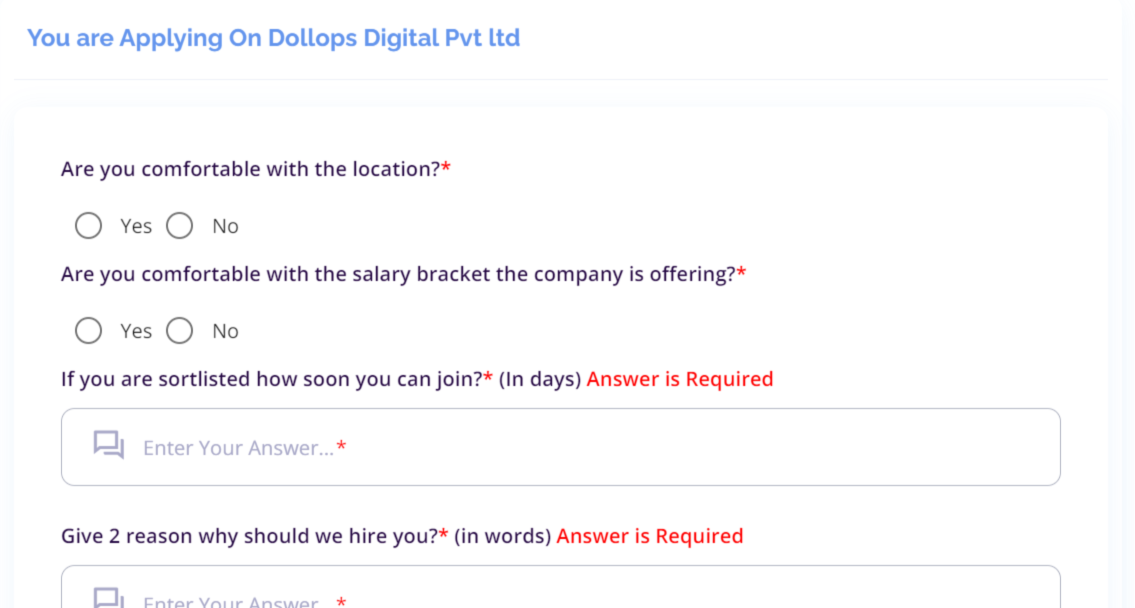 You are Applying On Dollops Digital Pvt ltd
Are you comfortable with the location?*
Yes No
Are you comfortable with the salary bracket the company is offering?*
Yes No
If you are sortlisted how soon you can join?* (In days) Answer is Required
Enter Your Answer...*
Give 2 reason why should we hire you?* (in words) Answer is Required
Enter Your Answer...*